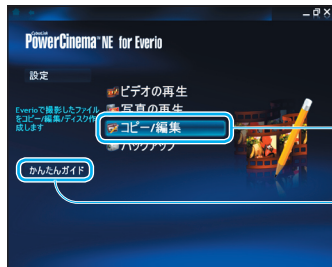 CyberLink
PowerCinema™ NE for Everio
設定
ビデオの再生
Everioで撮影したファイル
をコピー/編集/ディスク作
成します
写真の再生
コピー/編集
バックアップ
かんたんガイド